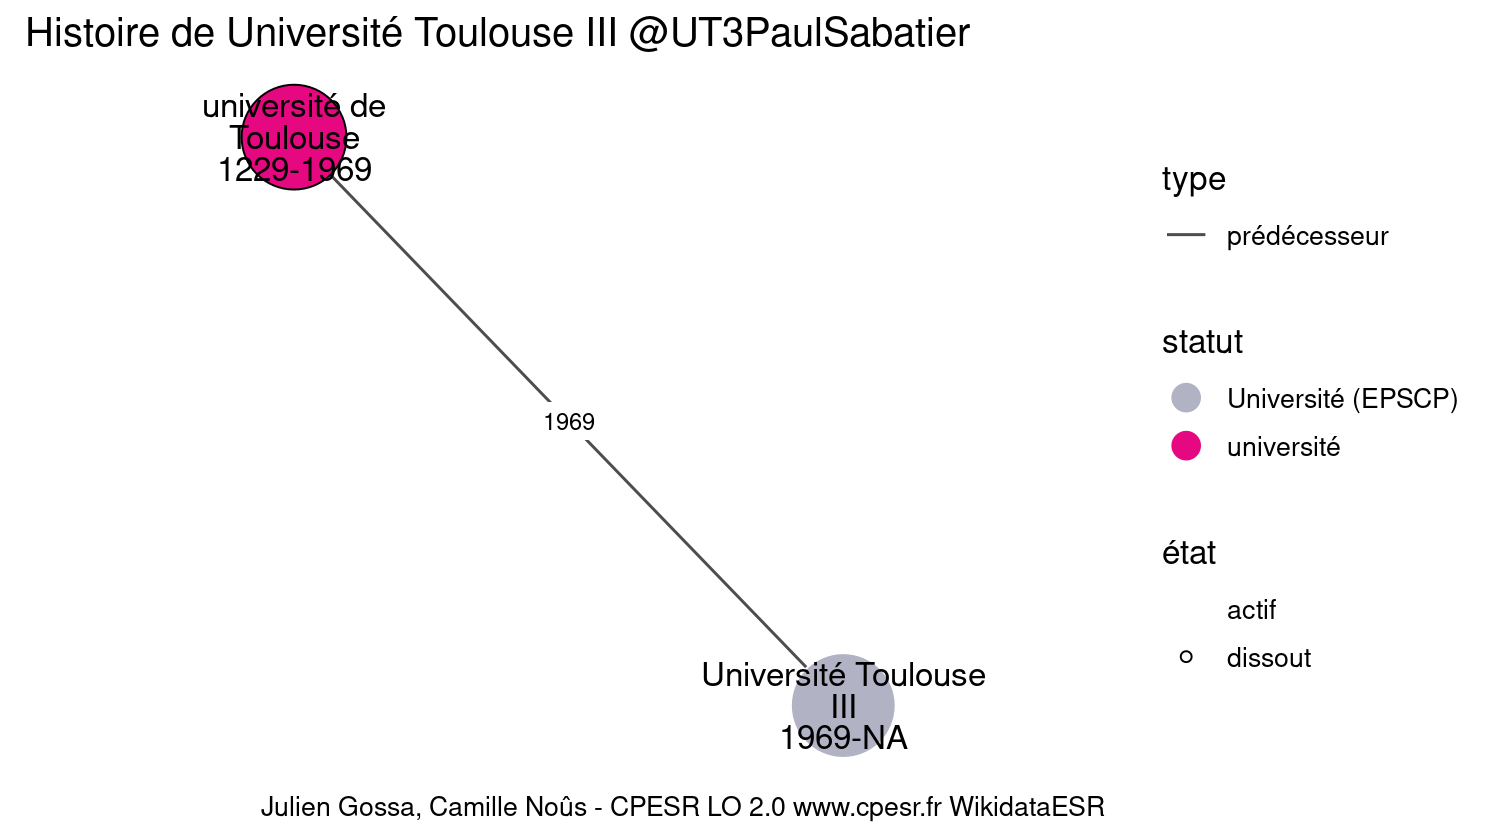 Histoire de Université Toulouse III @UT3PaulSabatier
université de
Toulouse
1229-1969
1969
Université Toulouse
III
1969-NA
type
prédécesseur
statut
Université (EPSCP)
université
état
actif
dissout
Julien Gossa, Camille Noûs - CPESR LO 2.0 www.cpesr.fr WikidataESR